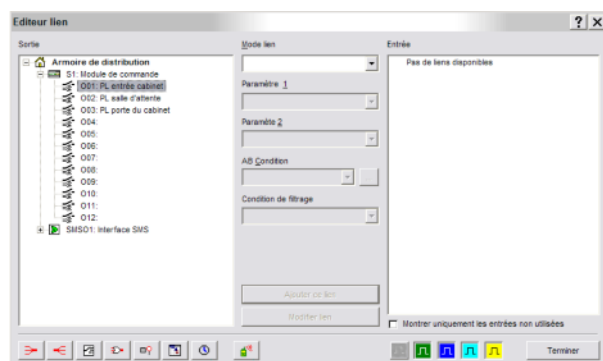 Editeur lien
Sortie
Armoire de distribution
S1: Module de commande
O01: PL entrée cabinet
O02: PL salle d'attente
O03: PL porte du cabinet
O04:
O05:
O06:
O07:
O08:
O09:
O10:
O11:
O12:
SMSO1: Interface SMS
Mode lien
Paramètre 1
Paramète 2
AB Condition
Condition de filtrage
Ajouter ce lien
Modifier lien
Entrée
Pas de liens disponibles
Montrer uniquement les entrées non utilisées
Terminer